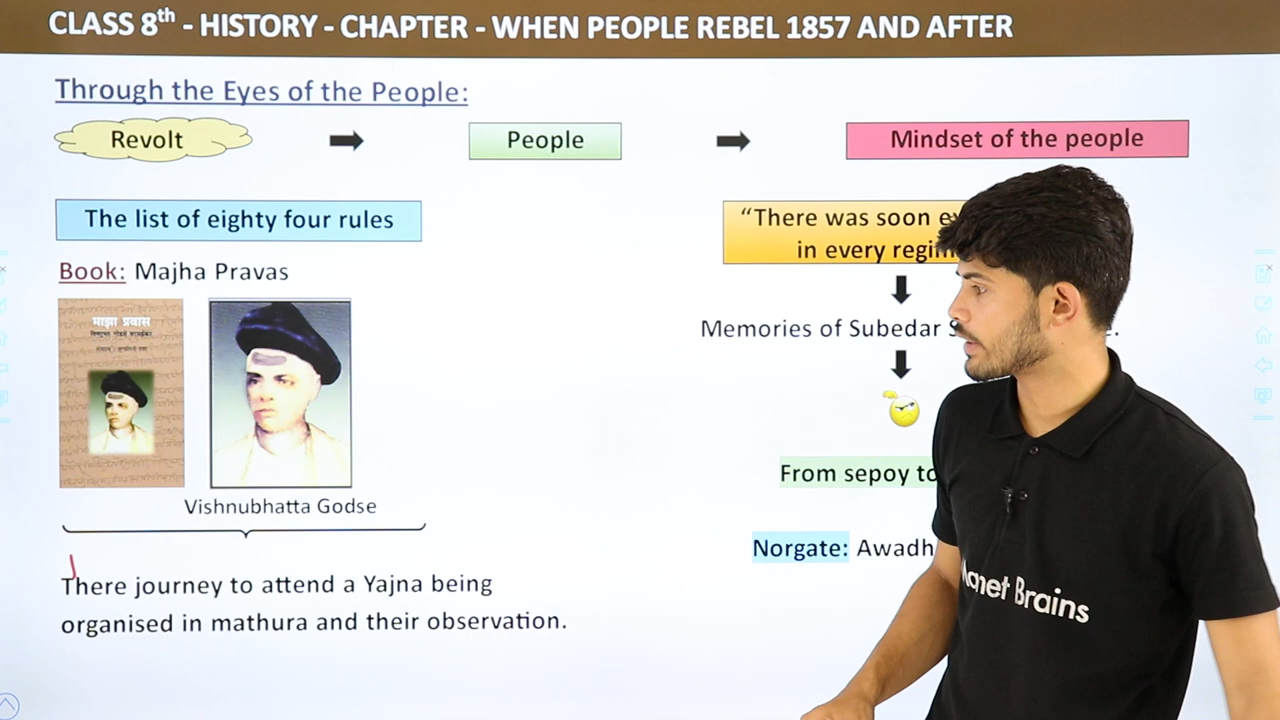 CLASS 8th - HISTORY - CHAPTER - WHEN PEOPLE REBEL 1857 AND AFTER
Through the Eyes of the People:
Revolt
People
Mindset of the people
The list of eighty four rules
Book: Majha Pravas
माझा प्रवास
Vishnubhatta Godse
There journey to attend a Yajna being
organised in mathura and their observation.
“There was soon
in every
Memories of Subedar
From sepoy to
Norgate: Awadh
Brains